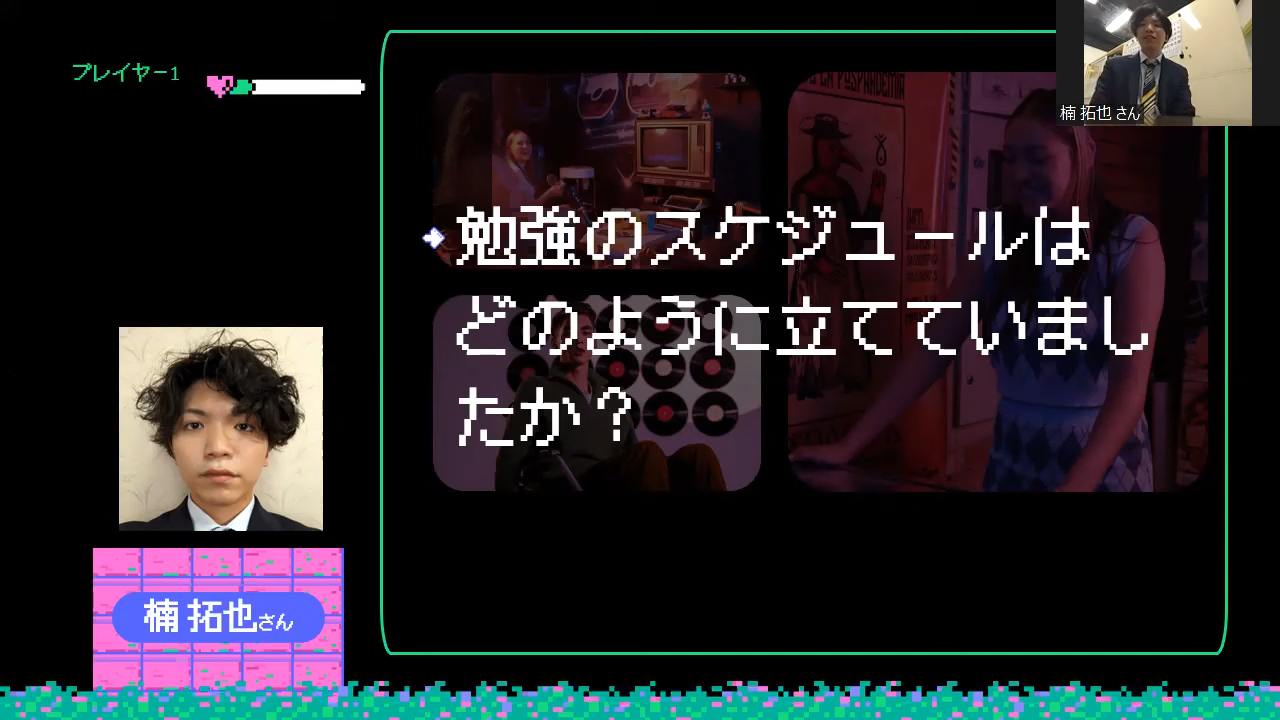 プレイヤー1
楠 拓也 さん
勉強のスケジュールは
どのように立てていまし
たか？
楠 拓也さん